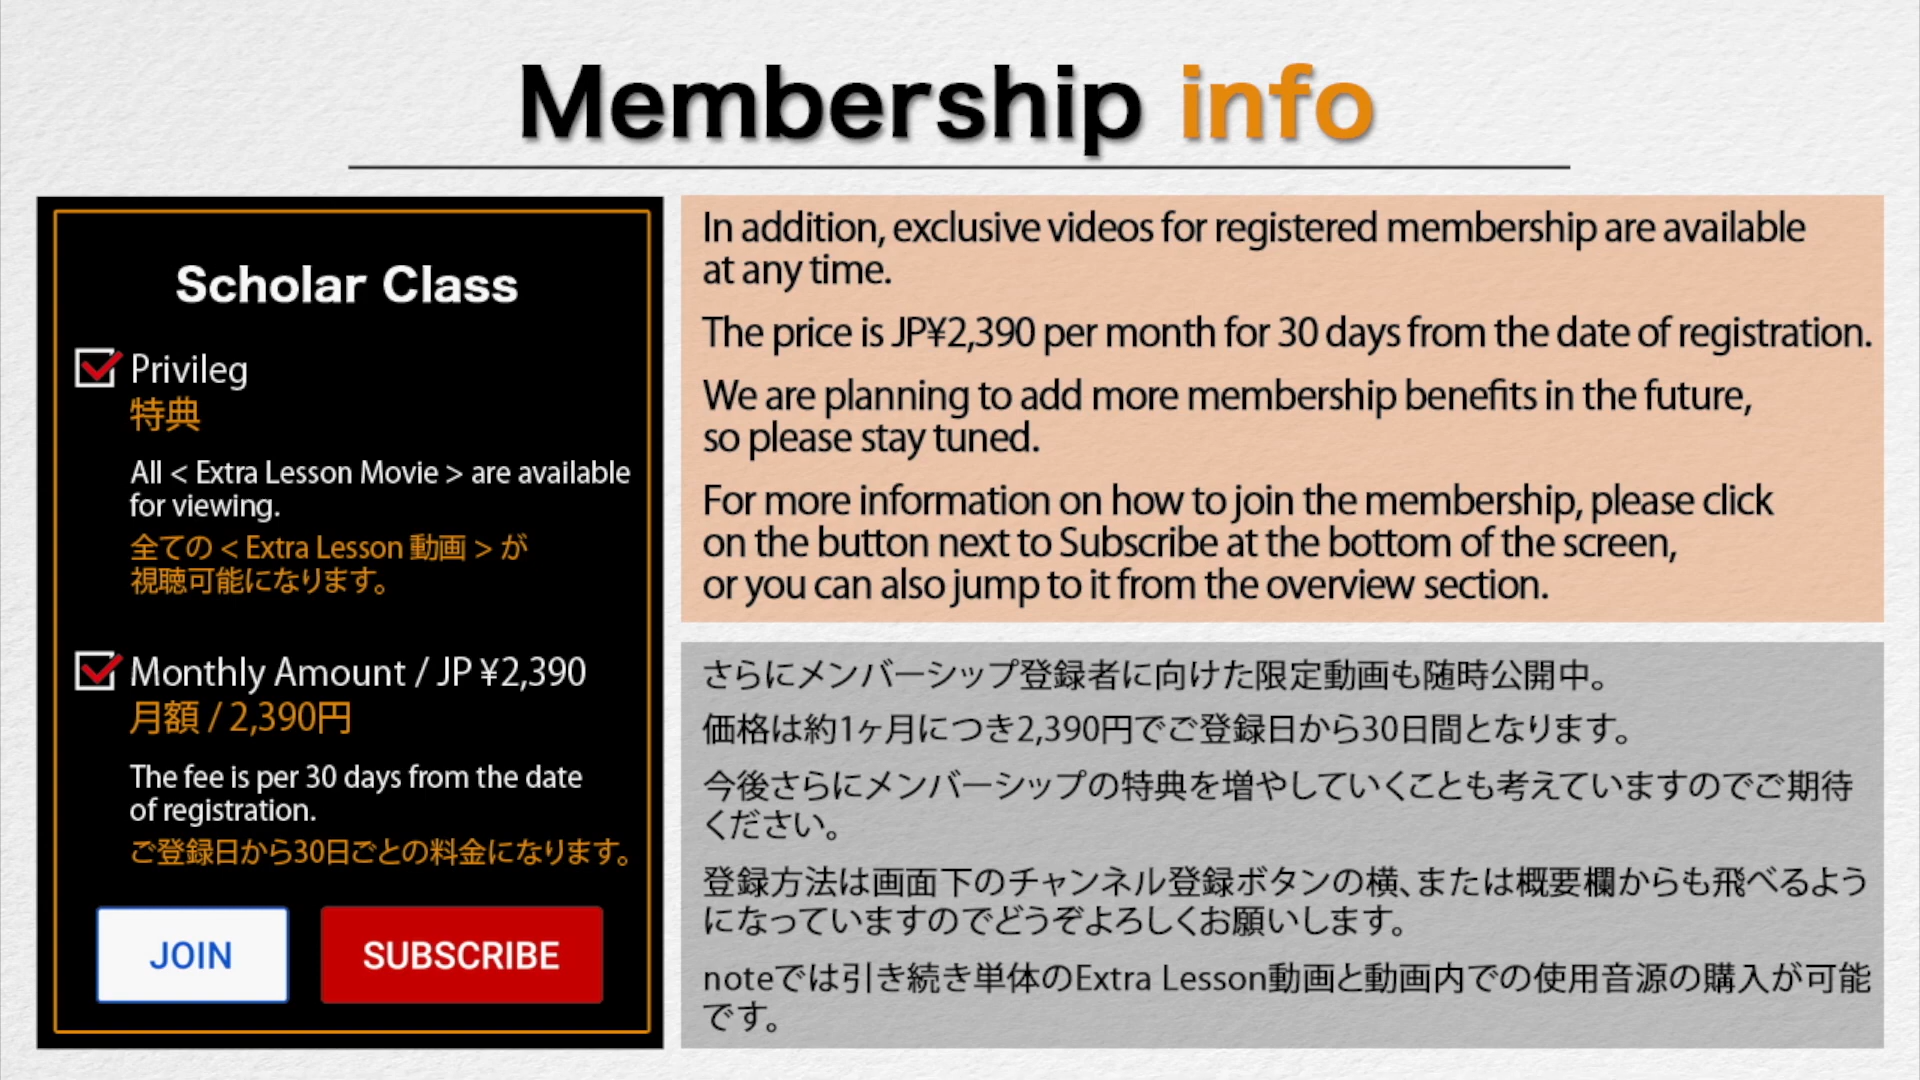 Membership info
Scholar Class
Privileg
特典
All < Extra Lesson Movie > are available
for viewing.
全ての < Extra Lesson 動画 > が
視聴可能になります。
Monthly Amount / JP ¥2,390
月額 / 2,390円
The fee is per 30 days from the date
of registration.
ご登録日から30日ごとの料金になります。
JOIN
SUBSCRIBE
In addition, exclusive videos for registered membership are available
at any time.
The price is JP¥2,390 per month for 30 days from the date of registration.
We are planning to add more membership benefits in the future,
so please stay tuned.
For more information on how to join the membership, please click
on the button next to Subscribe at the bottom of the screen,
or you can also jump to it from the overview section.
さらにメンバーシップ登録者に向けた限定動画も随時公開中。
価格は約1ヶ月につき2,390円でご登録日から30日間となります。
今後さらにメンバーシップの特典を増やしていくことも考えていますのでご期待
ください。
登録方法は画面下のチャンネル登録ボタンの横、または概要欄からも飛べるよう
になっていますのでどうぞよろしくお願いします。
noteでは引き続き単体のExtra Lesson動画と動画内での使用音源の購入が可能
です。